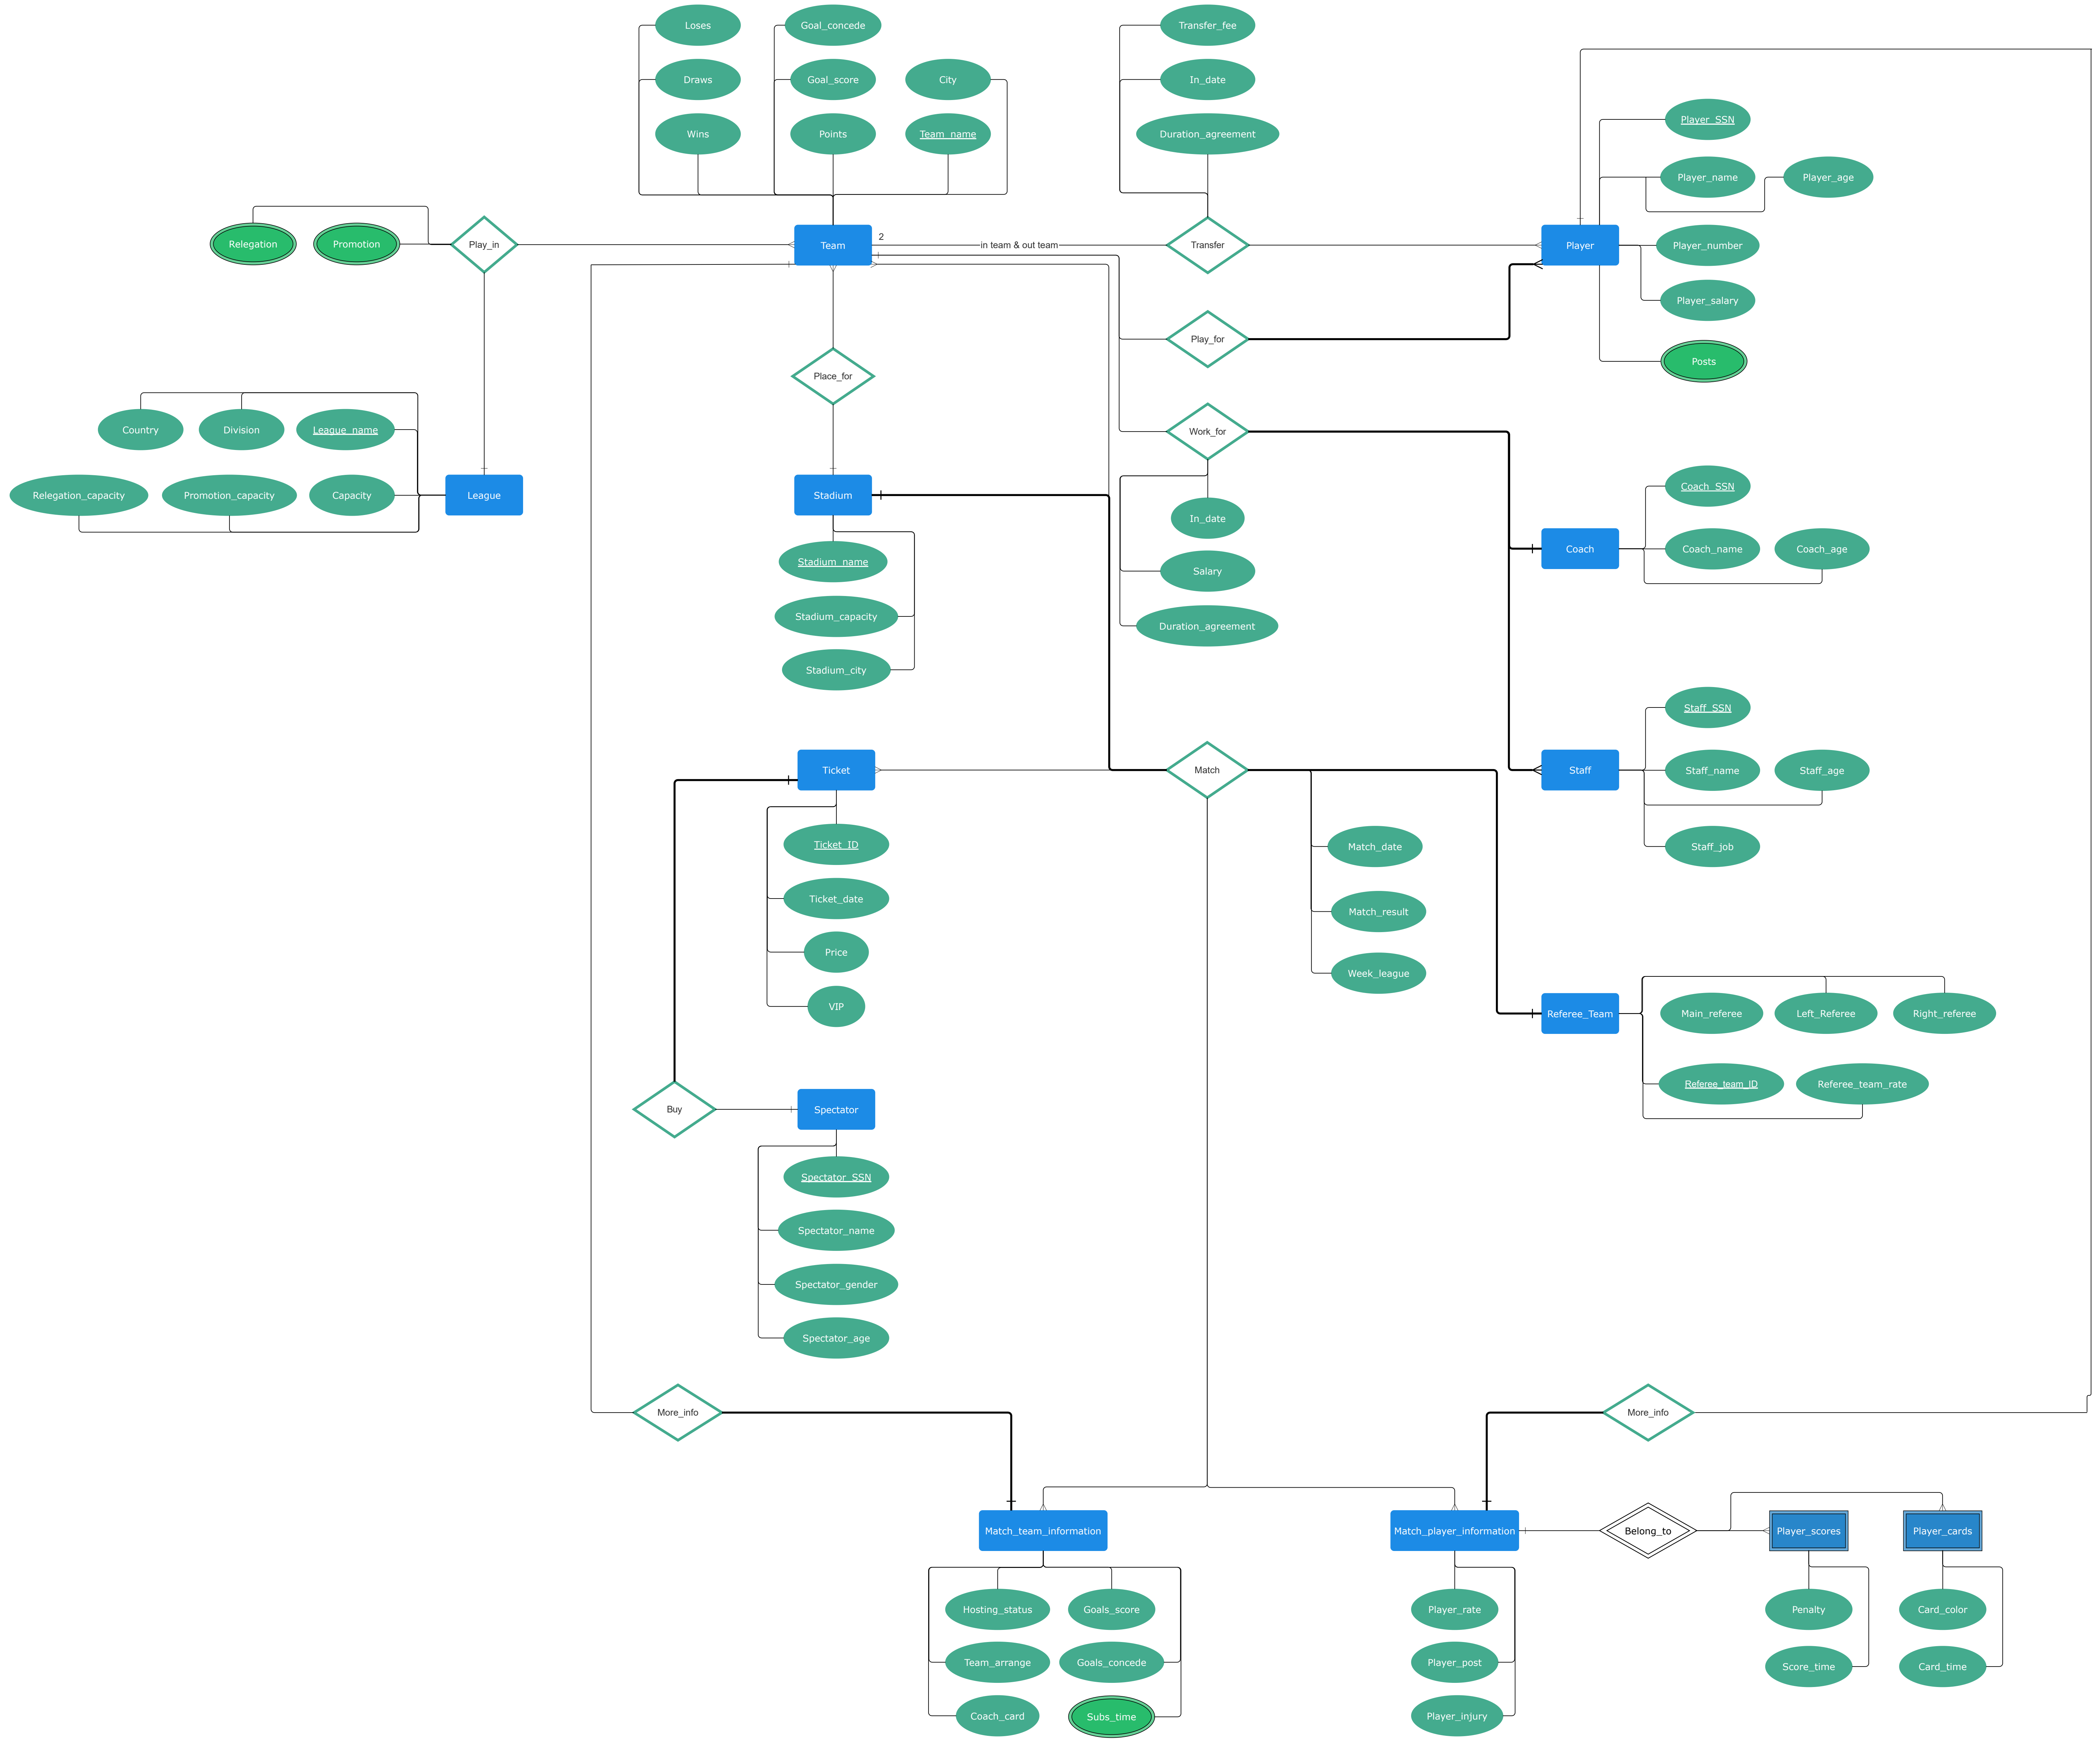 Loses
Goal_concede
Transfer_fee
Draws
Goal_score
City
In_date
Player_SSN
Wins
Points
Team_name
Duration_agreement
Player_name
Player_age
Relegation
Promotion
Play_in
Team
2
in team & out team
Transfer
Player
Player_number
Player_salary
Play_for
Posts
Place_for
Country
Division
League_name
Work_for
Relegation_capacity
Promotion_capacity
Capacity
League
Stadium
Coach_SSN
In_date
Stadium_name
Coach
Coach_name
Coach_age
Salary
Stadium_capacity
Duration_agreement
Stadium_city
Staff_SSN
Ticket
Match
Staff
Staff_name
Staff_age
Ticket_ID
Match_date
Staff_job
Ticket_date
Match_result
Price
Week_league
VIP
Referee_Team
Main_referee
Left_Referee
Right_referee
Referee_team_ID
Referee_team_rate
Buy
Spectator
Spectator_SSN
Spectator_name
Spectator_gender
Spectator_age
More_info
More_info
Match_team_information
Match_player_information
Belong_to
Player_scores
Player_cards
Hosting_status
Goals_score
Player_rate
Penalty
Card_color
Team_arrange
Goals_concede
Player_post
Score_time
Card_time
Coach_card
Subs_time
Player_injury